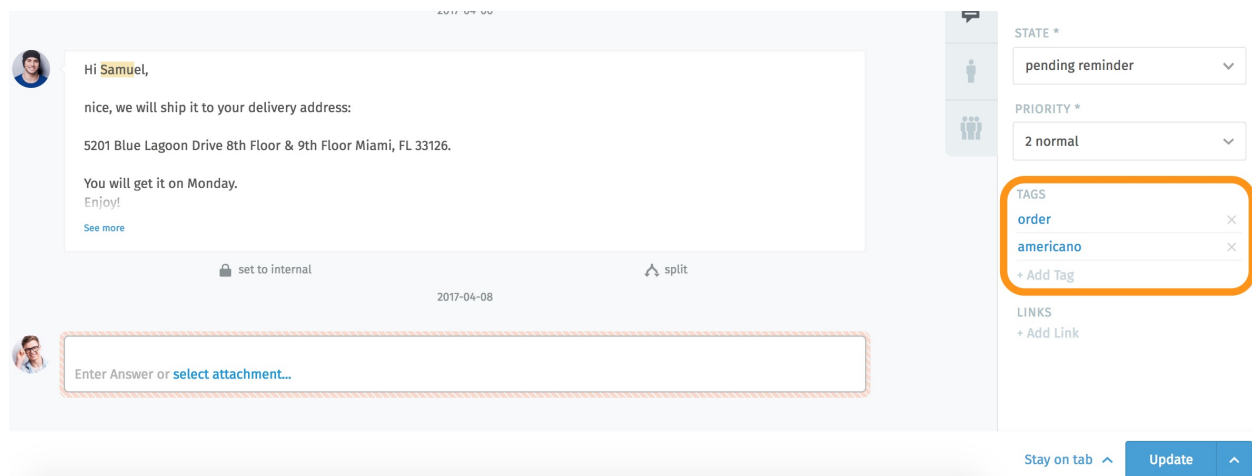 Hi Samuel,
nice, we will ship it to your delivery address:
5201 Blue Lagoon Drive 8th Floor & 9th Floor Miami, FL 33126.
You will get it on Monday.
Enjoy!
See more
set to internal
split
2017-04-08
Enter Answer or select attachment...
STATE *
pending reminder
PRIORITY *
2 normal
TAGS
order
americano
+ Add Tag
LINKS
+ Add Link
Stay on tab
Update